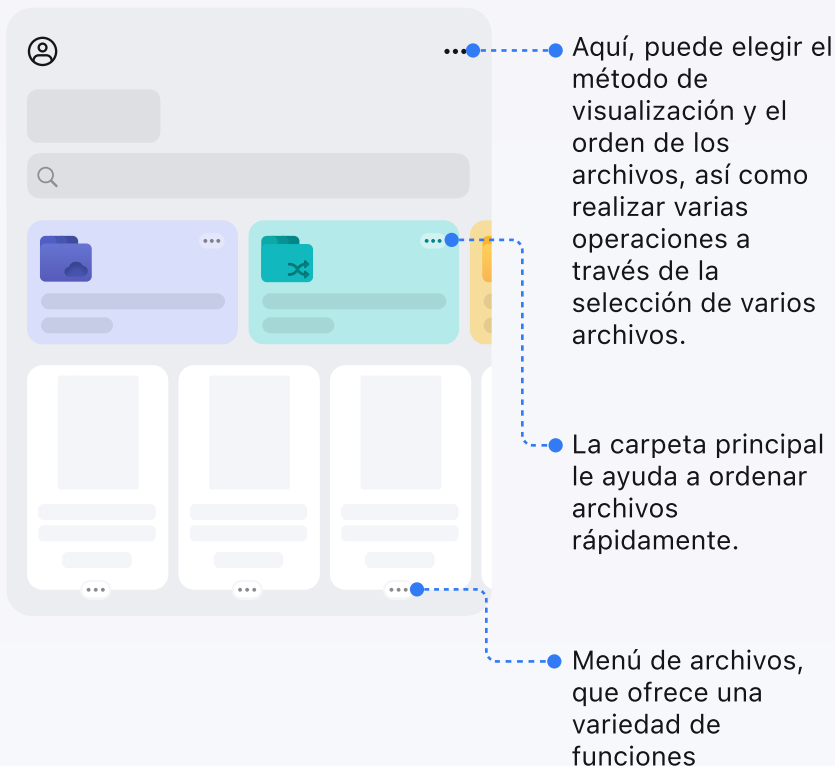 Aquí, puede elegir el
método de
visualización y el
orden de los
archivos, así como
realizar varias
operaciones a
través de la
selección de varios
archivos.
La carpeta principal
le ayuda a ordenar
archivos
rápidamente.
Menú de archivos,
que ofrece una
variedad de
funciones